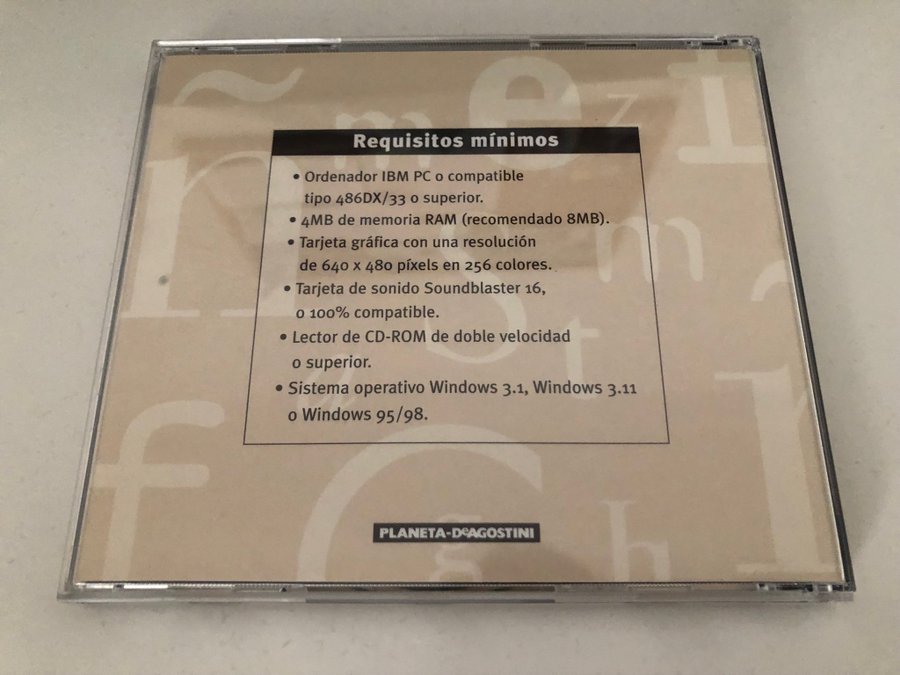 Requisitos mínimos
• Ordenador IBM PC o compatible
tipo 486DX/33 o superior.
• 4MB de memoria RAM (recomendado 8MB).
• Tarjeta gráfica con una resolución
de 640 x 480 píxels en 256 colores.
• Tarjeta de sonido Soundblaster 16,
o 100% compatible.
• Lector de CD-ROM de doble velocidad
o superior.
• Sistema operativo Windows 3.1, Windows 3.11
o Windows 95/98.
PLANETA-DeAGOSTINI